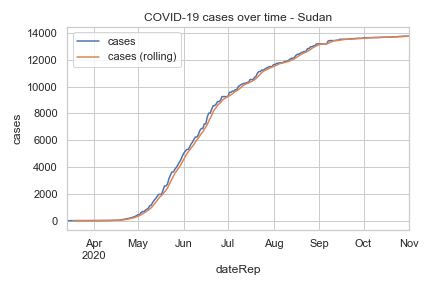 COVID-19 cases over time - Sudan
cases
cases (rolling)
14000
12000
10000
8000
6000
4000
2000
0
cases
Apr May Jun Jul Aug Sep Oct Nov
2020
dateRep